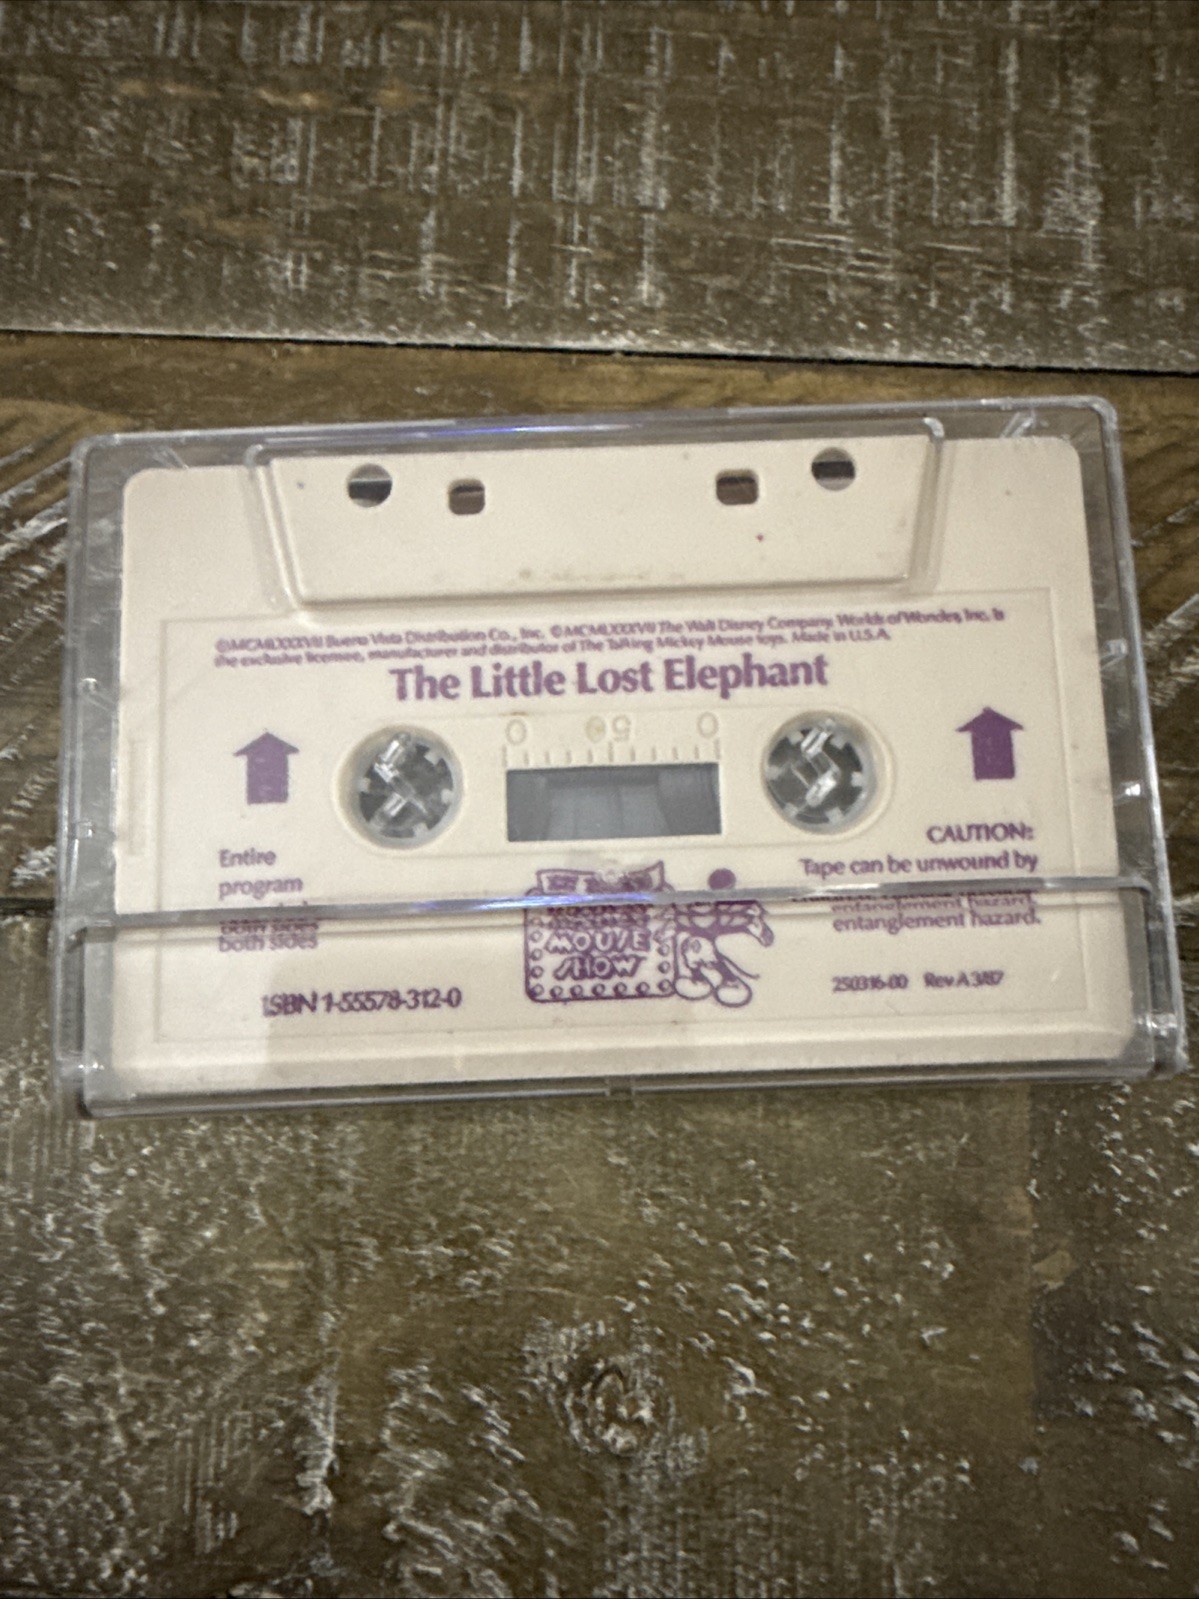 ©MCMLXXXVII Buena Vista Distribution Co., Inc. ©MCMLXXXVII The Walt Disney Company. Worlds of Wonder, Inc. is
the exclusive licensee, manufacturer and distributor of The Talking Mickey Mouse toys. Made in U.S.A.
The Little Lost Elephant
0 50 0
Entire
program
both sides
CAUTION:
Tape can be unwound by
entanglement hazard.
MOUSE
SHOW
ISBN 1-55578-312-0
250316-00 Rev A 3/87